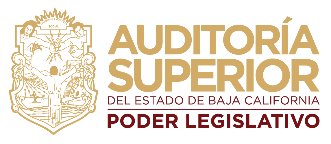 AUDITORÍA
SUPERIOR
DEL ESTADO DE BAJA CALIFORNIA
PODER LEGISLATIVO